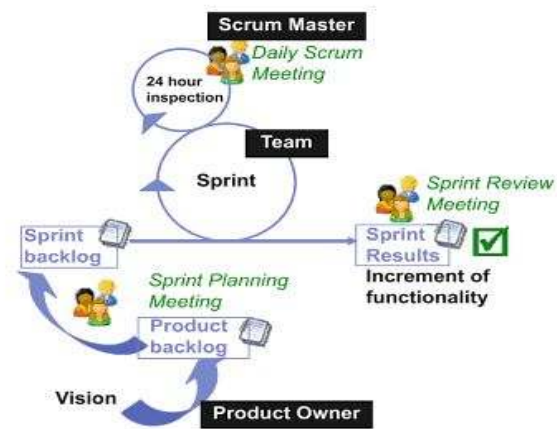 Scrum Master
Daily Scrum
Meeting
24 hour
inspection
Team
Sprint
Sprint Review
Meeting
Sprint
backlog
Sprint
Results
Increment of
functionality
Sprint Planning
Meeting
Product
backlog
Vision
Product Owner